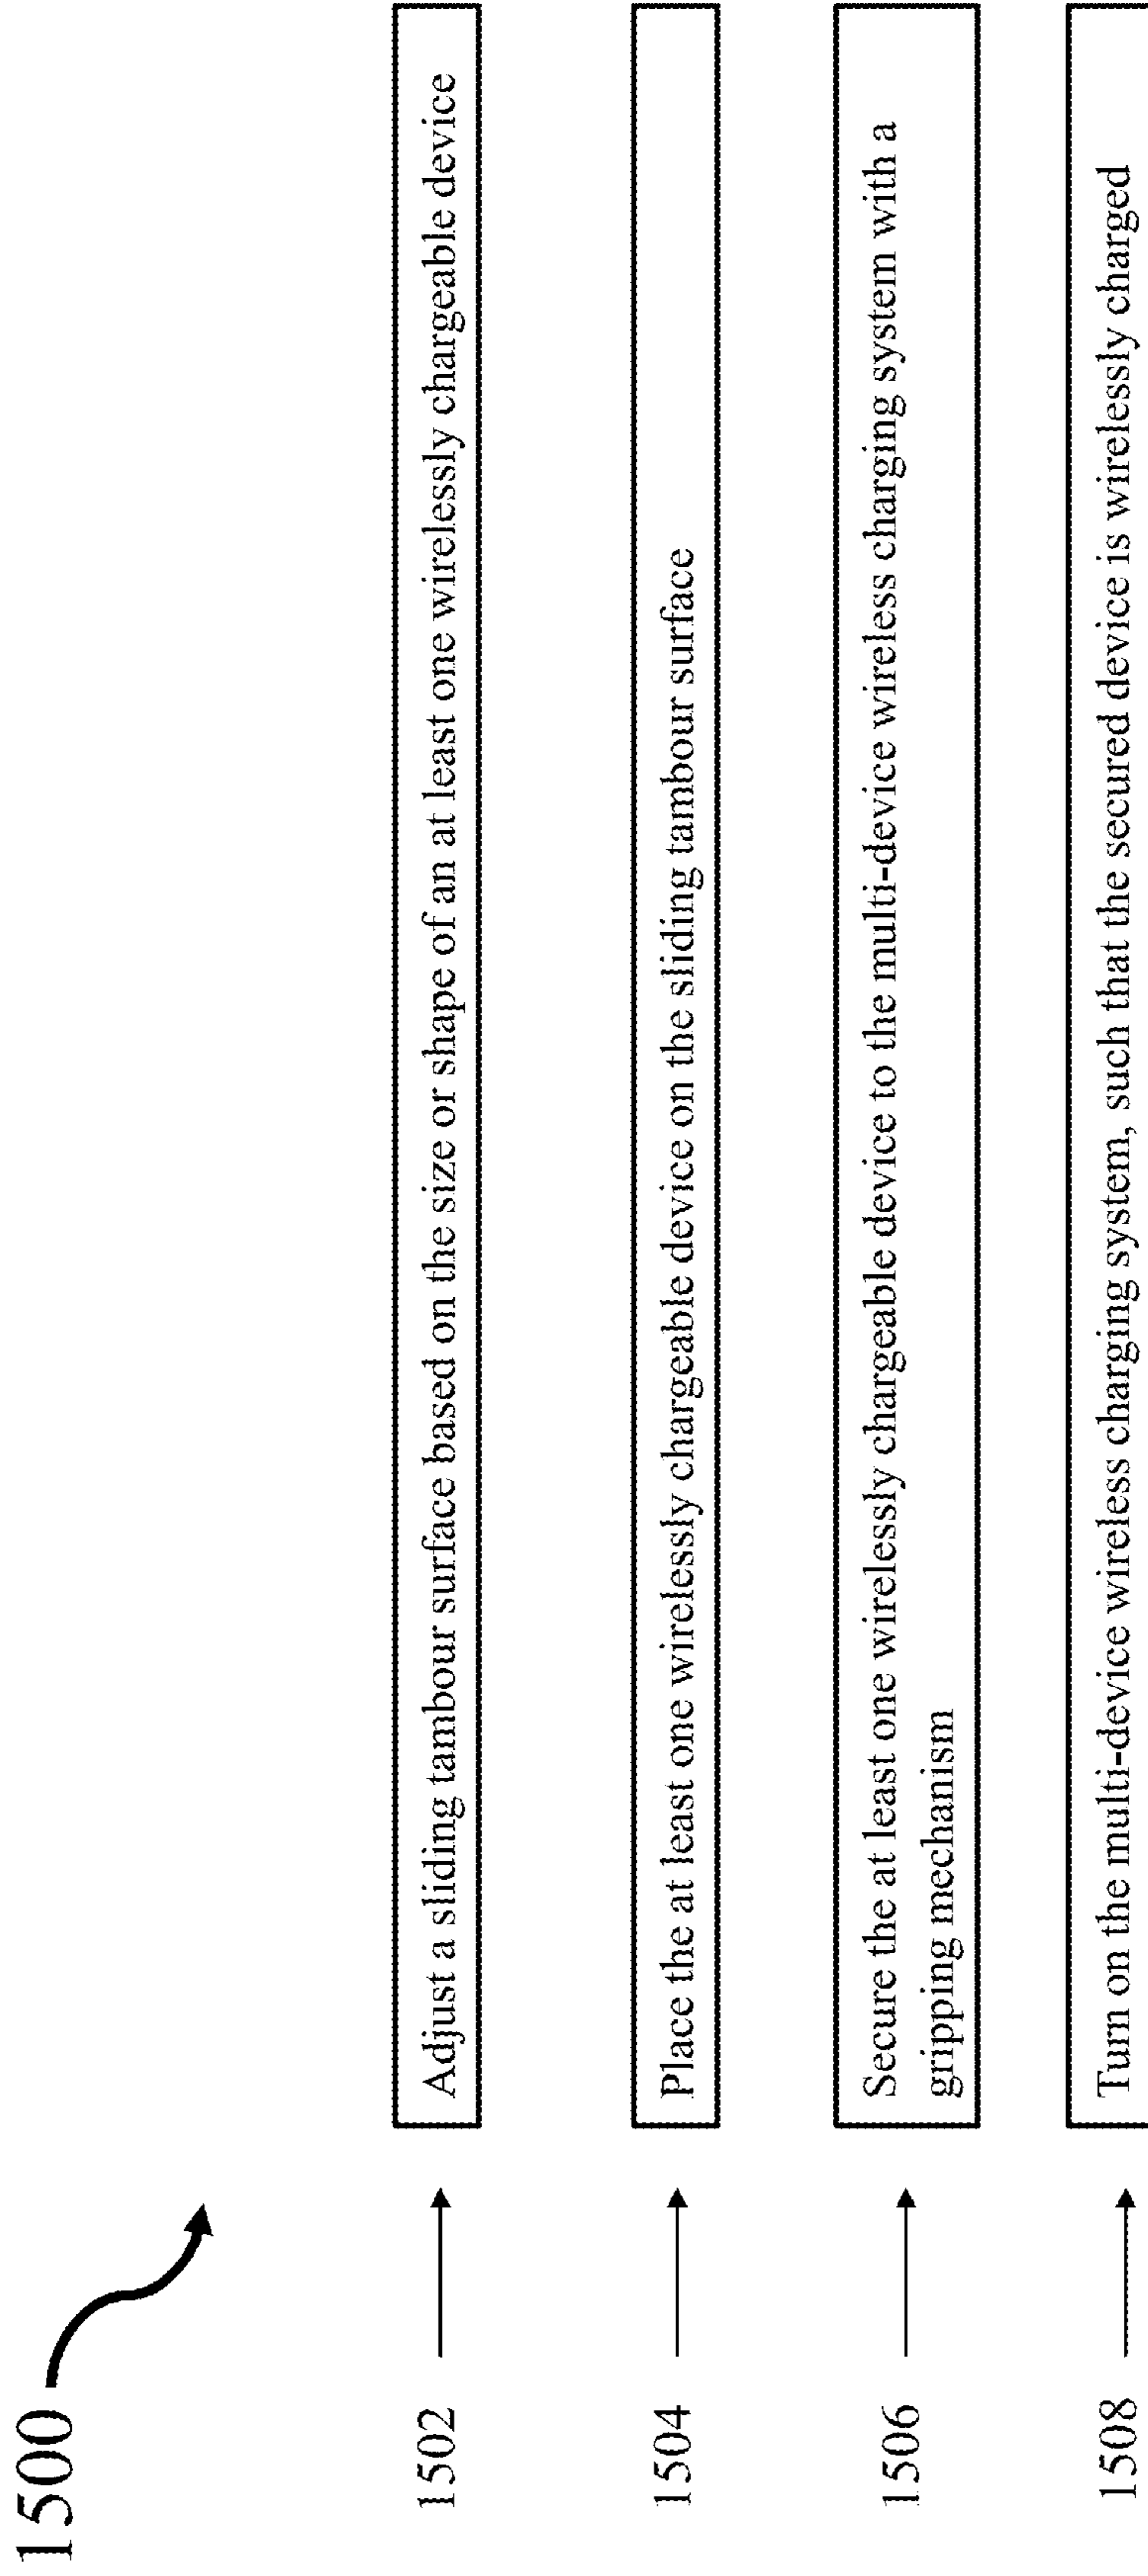 1500
1502
Adjust a sliding tambour surface based on the size or shape of an at least one wirelessly chargeable device
1504
Place the at least one wirelessly chargeable device on the sliding tambour surface
1506
Secure the at least one wirelessly chargeable device to the multi-device wireless charging system with a
gripping mechanism
1508
Turn on the multi-device wireless charging system, such that the secured device is wirelessly charged